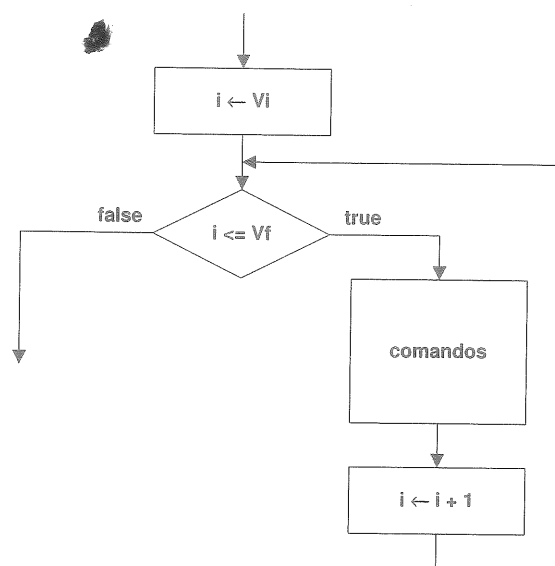 i ← Vi
false
true
i <= Vf
comandos
i ← i + 1